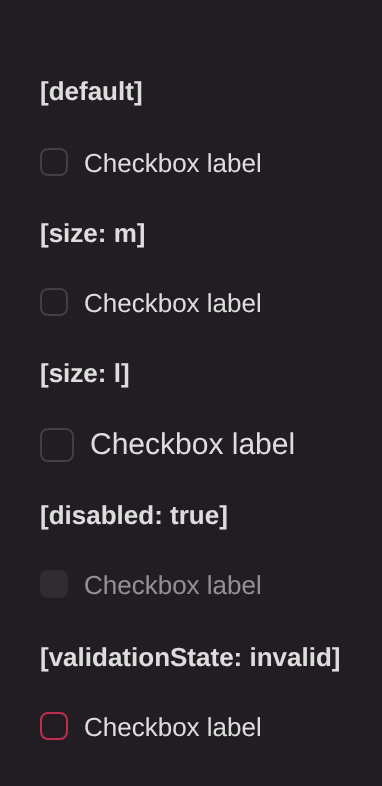 [default]
Checkbox label
[size: m]
Checkbox label
[size: l]
Checkbox label
[disabled: true]
Checkbox label
[validationState: invalid]
Checkbox label